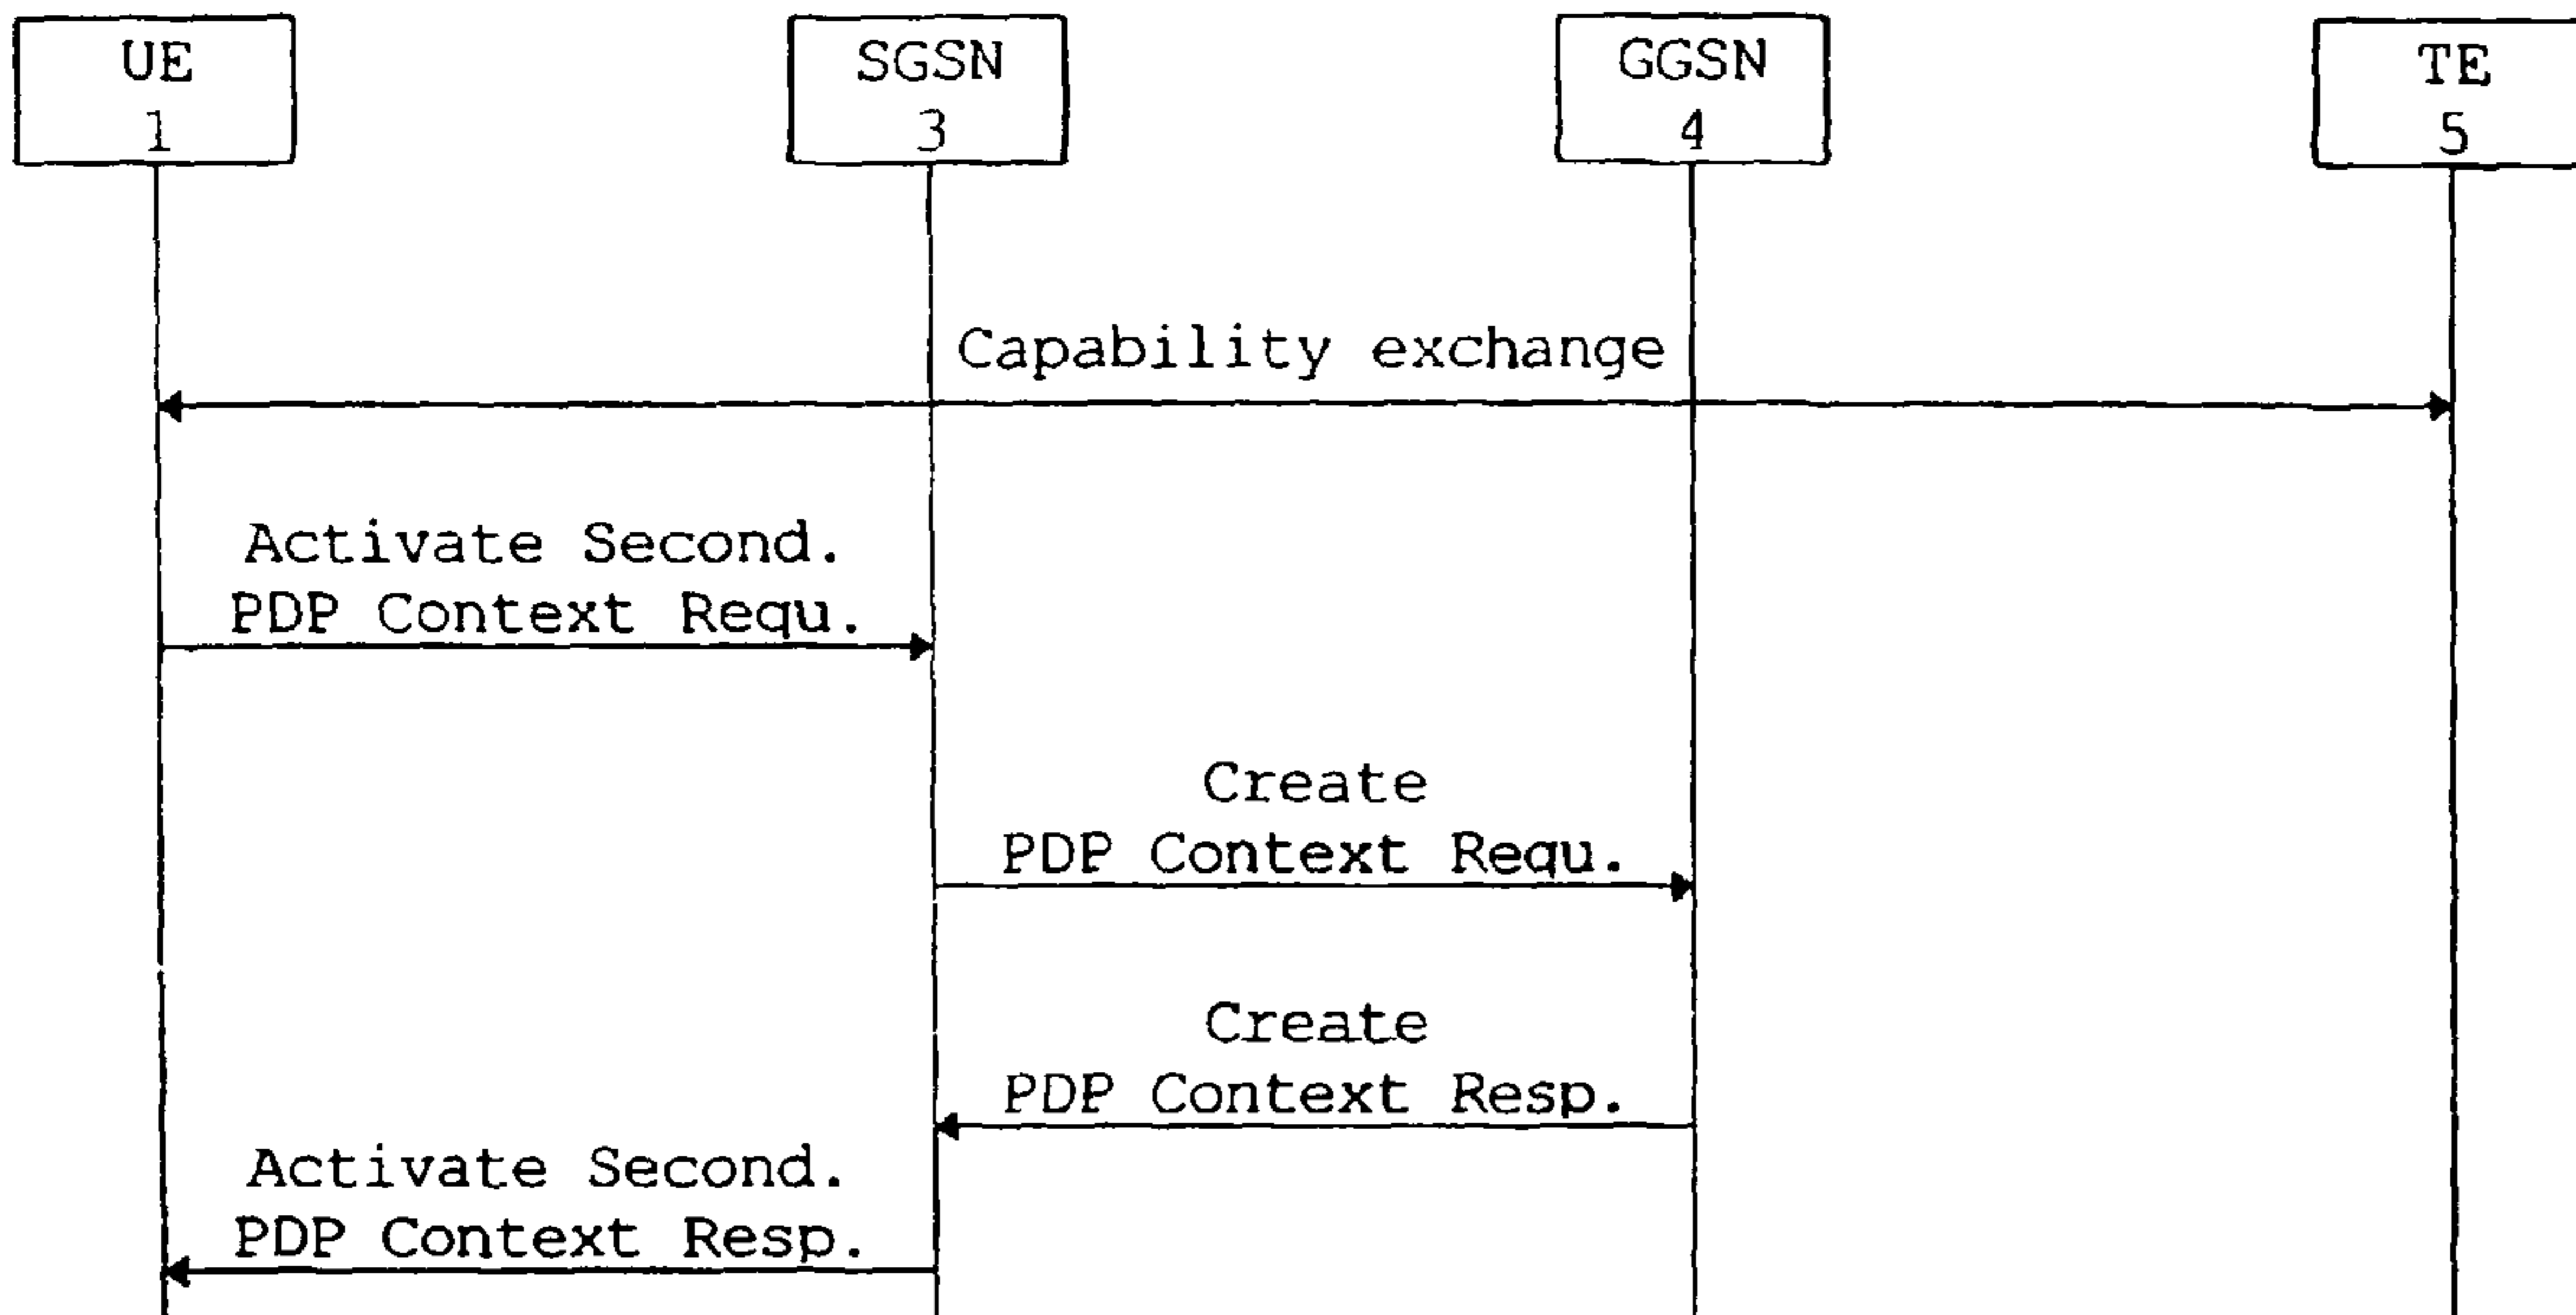 UE
1
SGSN
3
GGSN
4
TE
5
Capability exchange
Activate Second.
PDP Context Requ.
Create
PDP Context Requ.
Create
PDP Context Resp.
Activate Second.
PDP Context Resp.